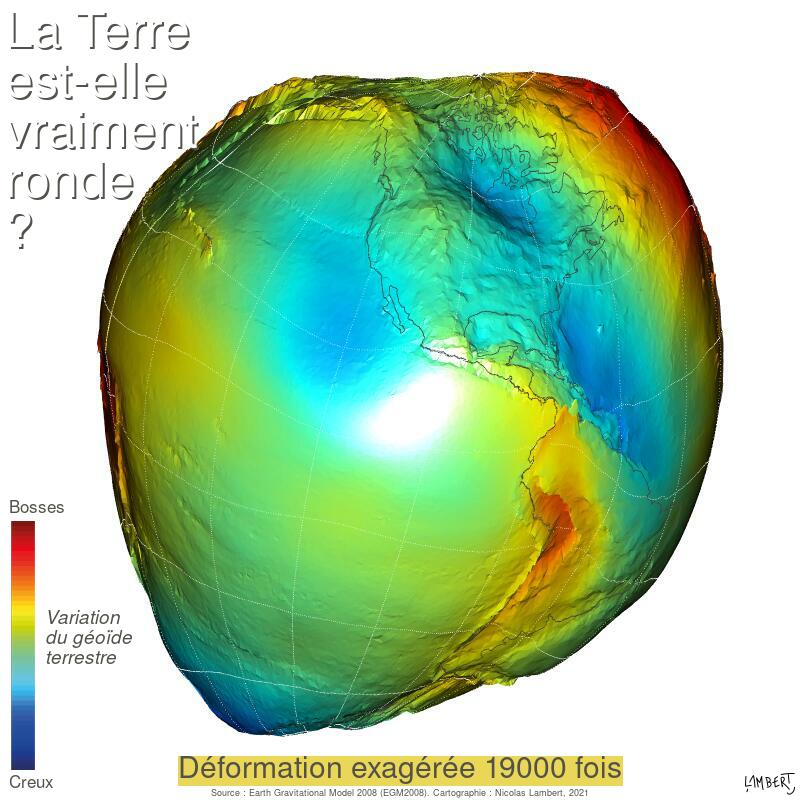 La Terre
est-elle
vraiment
ronde
?
Bosses
Variation
du géoïde
terrestre
Creux
Déformation exagérée 19000 fois
Source : Earth Gravitational Model 2008 (EGM2008). Cartographie : Nicolas Lambert, 2021
LAMBERT